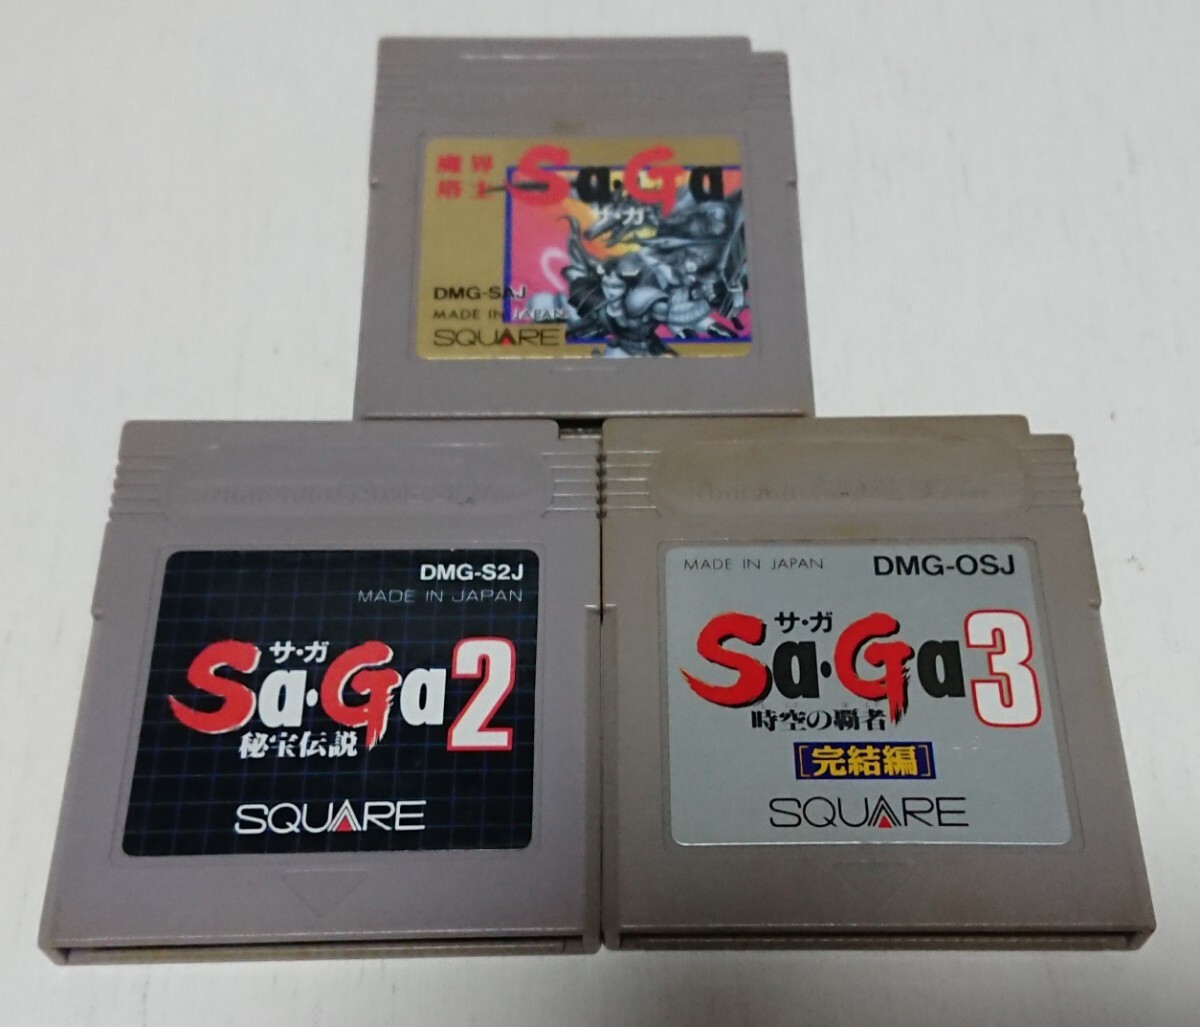 魔界
塔士
Sa・Ga
サ・ガ
DMG-SAJ
MADE IN JAPAN
SQUARE
DMG-S2J
MADE IN JAPAN
サ・ガ
Sa・Ga2
秘宝伝説
SQUARE
MADE IN JAPAN
DMG-OSJ
サ・ガ
Sa・Ga3
時空の覇者
[完結編]
SQUARE